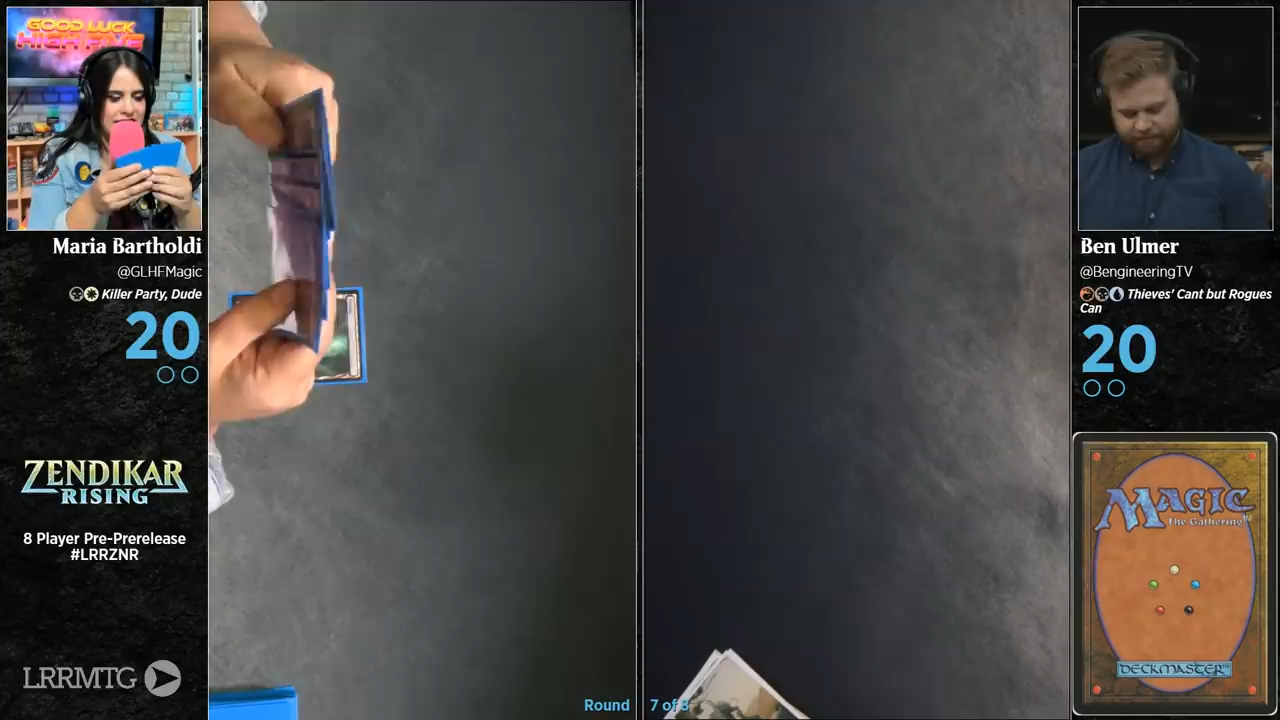 GOOD LUCK
HIGH FIVE
Maria Bartholdi
@GLHFMagic
Killer Party, Dude
20
ZENDIKAR
RISING
8 Player Pre-Prerelease
#LRRZNR
LRRMTG
Round 7 of 8
Ben Ulmer
@BengineeringTV
Thieves' Cant but Rogues
Can
20
MAGIC
The Gathering
DECKMASTER